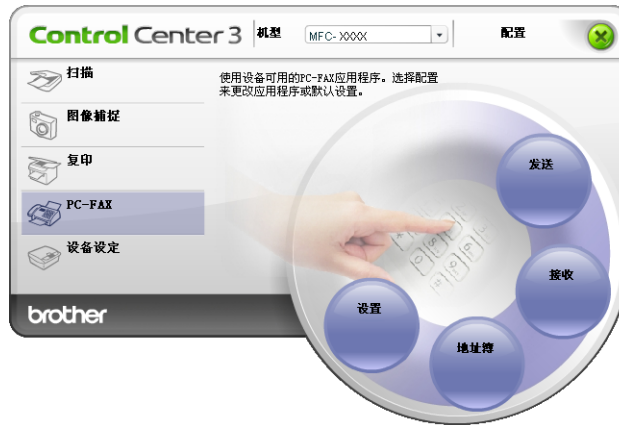 Control Center 3 机型 MFC-XXXX 配置
扫描
使用设备可用的PC-FAX应用程序。选择配置
来更改应用程序或默认设置。
图像捕捉
复印
PC-FAX
设备设定
发送
接收
设置
地址簿
brother